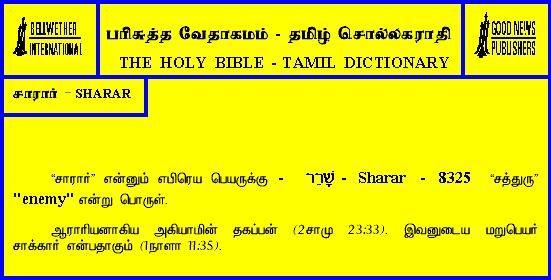 BELLWETHER
INTERNATIONAL
பரிசுத்த வேதாகமம் - தமிழ் சொல்லகராதி
THE HOLY BIBLE - TAMIL DICTIONARY
GOOD NEWS
PUBLISHERS
சாரார் - SHARAR
“சாரார்” என்னும் எபிரெய பெயருக்கு - שָׁרָר - Sharar - 8325 “சத்துரு”
"enemy" என்று பொருள்.
ஆராரியனாகிய அகியாமின் தகப்பன் (2சாமு 23:33). இவனுடைய மறுபெயர்
சாக்கார் என்பதாகும் (1நாளா 11:35).